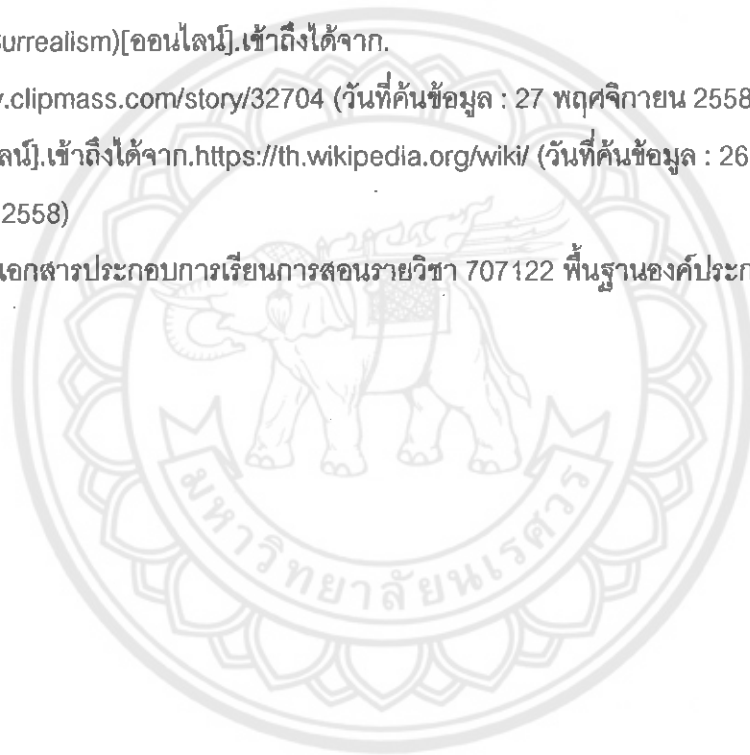 urrealism)[ออนไลน์].เข้าถึงได้จาก.
.clipmass.com/story/32704 (วันที่ค้นข้อมูล : 27 พฤศจิกายน 2558
ลน์].เข้าถึงได้จาก.https://th.wikipedia.org/wiki/ (วันที่ค้นข้อมูล : 26
2558)
เอกสารประกอบการเรียนการสอนรายวิชา 707122 พื้นฐานองค์ประก
มหาวิทยาลัยนเรศวร